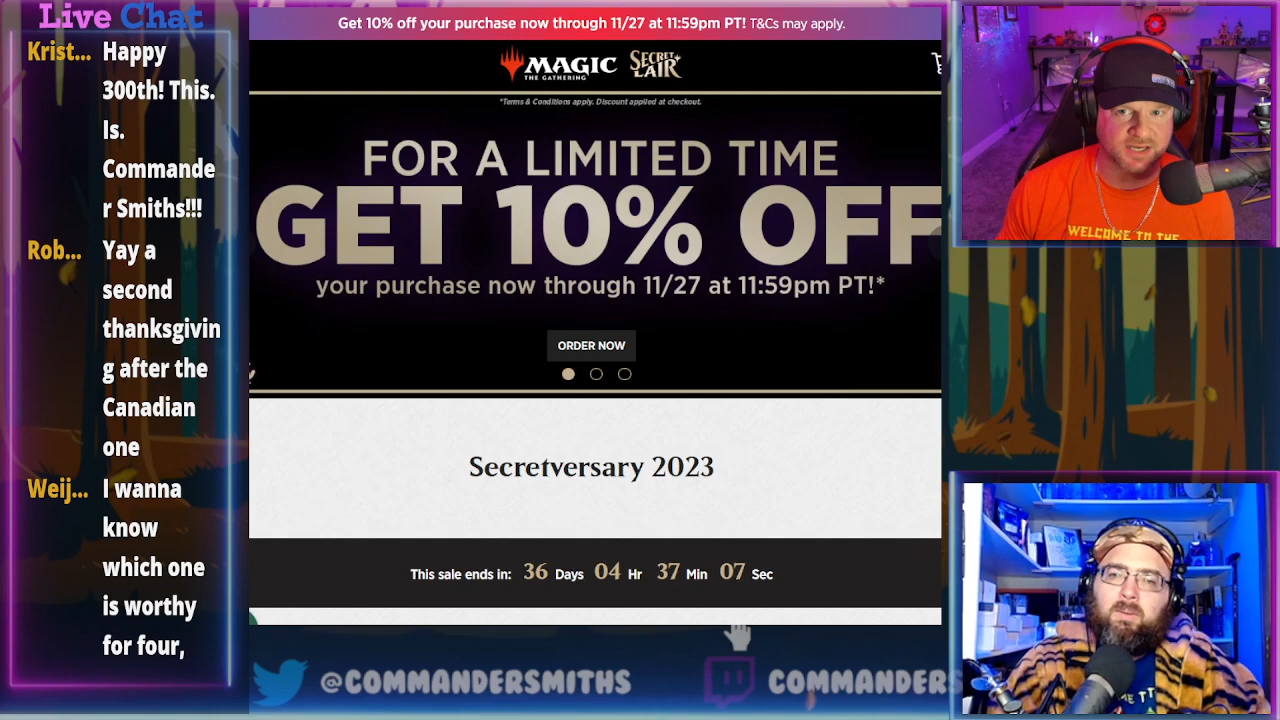 Live Chat
Krist... Happy
300th! This.
Is.
Commande
r Smiths!!!
Rob... Yay a
second
thanksgivin
g after the
Canadian
one
Weij... I wanna
know
which one
is worthy
for four,
Get 10% off your purchase now through 11/27 at 11:59pm PT! T&Cs may apply.
MAGIC
THE GATHERING
SECRET
LAIR
*Terms & Conditions apply. Discount applied at checkout.
FOR A LIMITED TIME
GET 10% OFF
your purchase now through 11/27 at 11:59pm PT!*
ORDER NOW
Secretversary 2023
This sale ends in: 36 Days 04 Hr 37 Min 07 Sec
@COMMANDERSMITHS
COMMANDERS
WELCOME TO THE